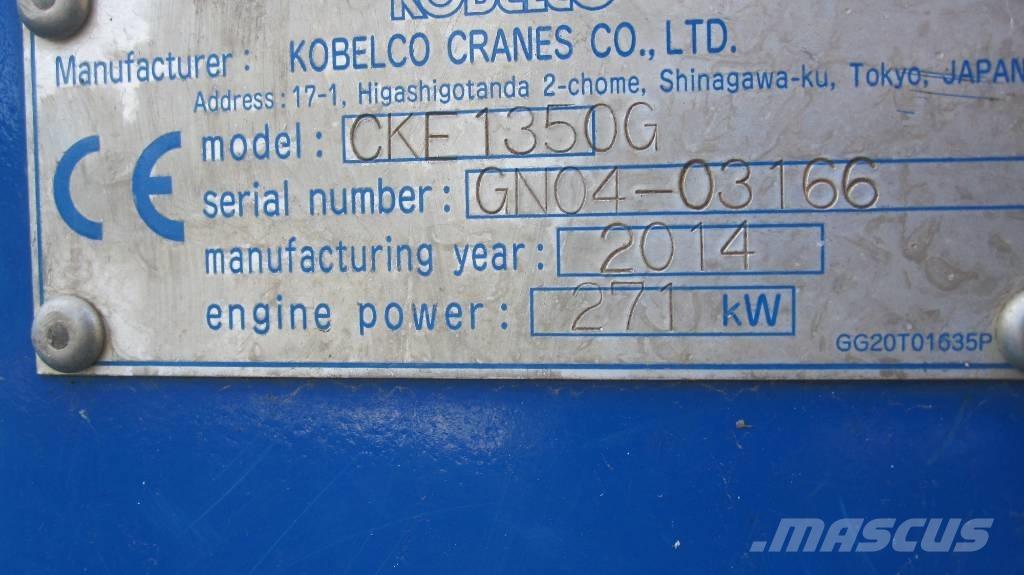 KOBELCO
Manufacturer: KOBELCO CRANES CO., LTD.
Address: 17-1, Higashigotanda 2-chome, Shinagawa-ku, Tokyo, JAPAN
CE
model: CKE1350G
serial number: GN04-03166
manufacturing year: 2014
engine power: 271 kW
GG20T01635P
.MASCUS